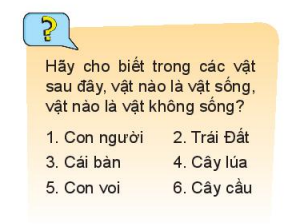 ?
Hãy cho biết trong các vật
sau đây, vật nào là vật sống,
vật nào là vật không sống?
1. Con người 2. Trái Đất
3. Cái bàn 4. Cây lúa
5. Con voi 6. Cây cầu